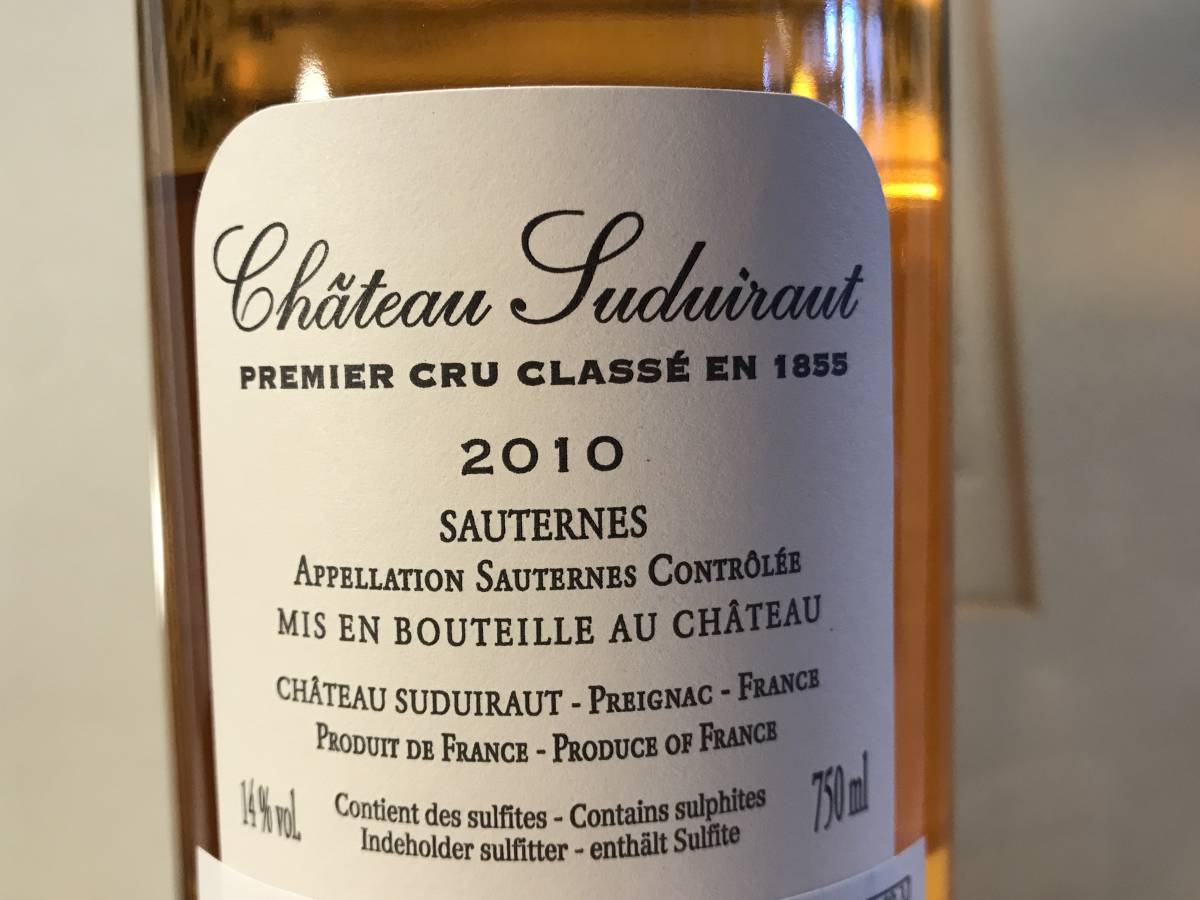 Château Suduiraut
PREMIER CRU CLASSÉ EN 1855
2010
SAUTERNES
APPELLATION SAUTERNES CONTRÔLÉE
MIS EN BOUTEILLE AU CHÂTEAU
CHÂTEAU SUDUIRAUT - PREIGNAC - FRANCE
PRODUIT DE FRANCE - PRODUCE OF FRANCE
14% vol.
Contient des sulfites - Contains sulphites
Indeholder sulfitter - enthält Sulfite
750 ml